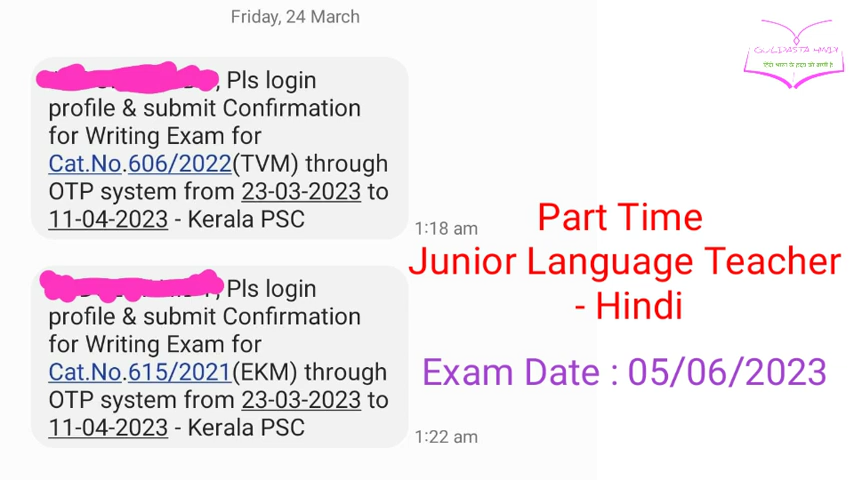 Friday, 24 March
, Pls login
profile & submit Confirmation
for Writing Exam for
Cat.No.606/2022(TVM) through
OTP system from 23-03-2023 to
11-04-2023 - Kerala PSC
1:18 am
, Pls login
profile & submit Confirmation
for Writing Exam for
Cat.No.615/2021(EKM) through
OTP system from 23-03-2023 to
11-04-2023 - Kerala PSC
1:22 am
GULDASTA HINDI
Part Time
Junior Language Teacher
- Hindi
Exam Date : 05/06/2023